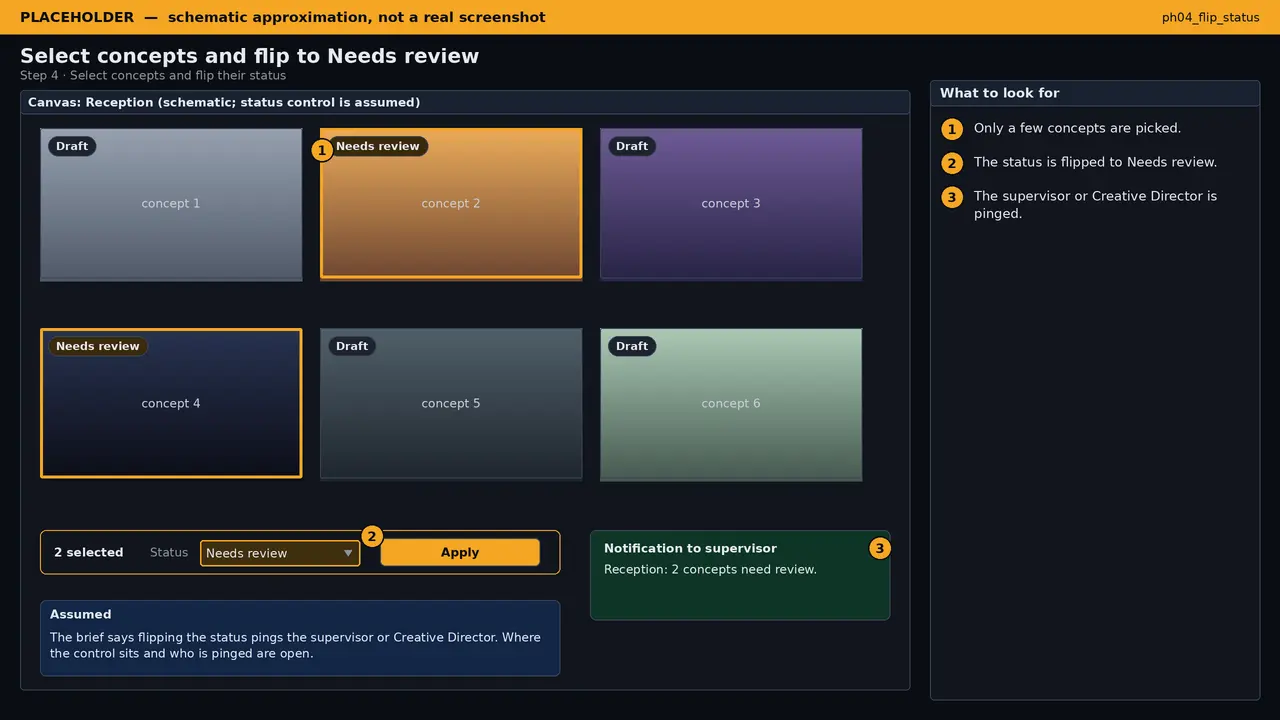 PLACEHOLDER — schematic approximation, not a real screenshot
ph04_flip_status
Select concepts and flip to Needs review
Step 4 · Select concepts and flip their status
Canvas: Reception (schematic; status control is assumed)
Draft
concept 1
1
Needs review
concept 2
Draft
concept 3
Needs review
concept 4
Draft
concept 5
Draft
concept 6
2 selected
Status
Needs review
2
Apply
Notification to supervisor
3
Reception: 2 concepts need review.
Assumed
The brief says flipping the status pings the supervisor or Creative Director. Where
the control sits and who is pinged are open.
What to look for
1 Only a few concepts are picked.
2 The status is flipped to Needs review.
3 The supervisor or Creative Director is
pinged.